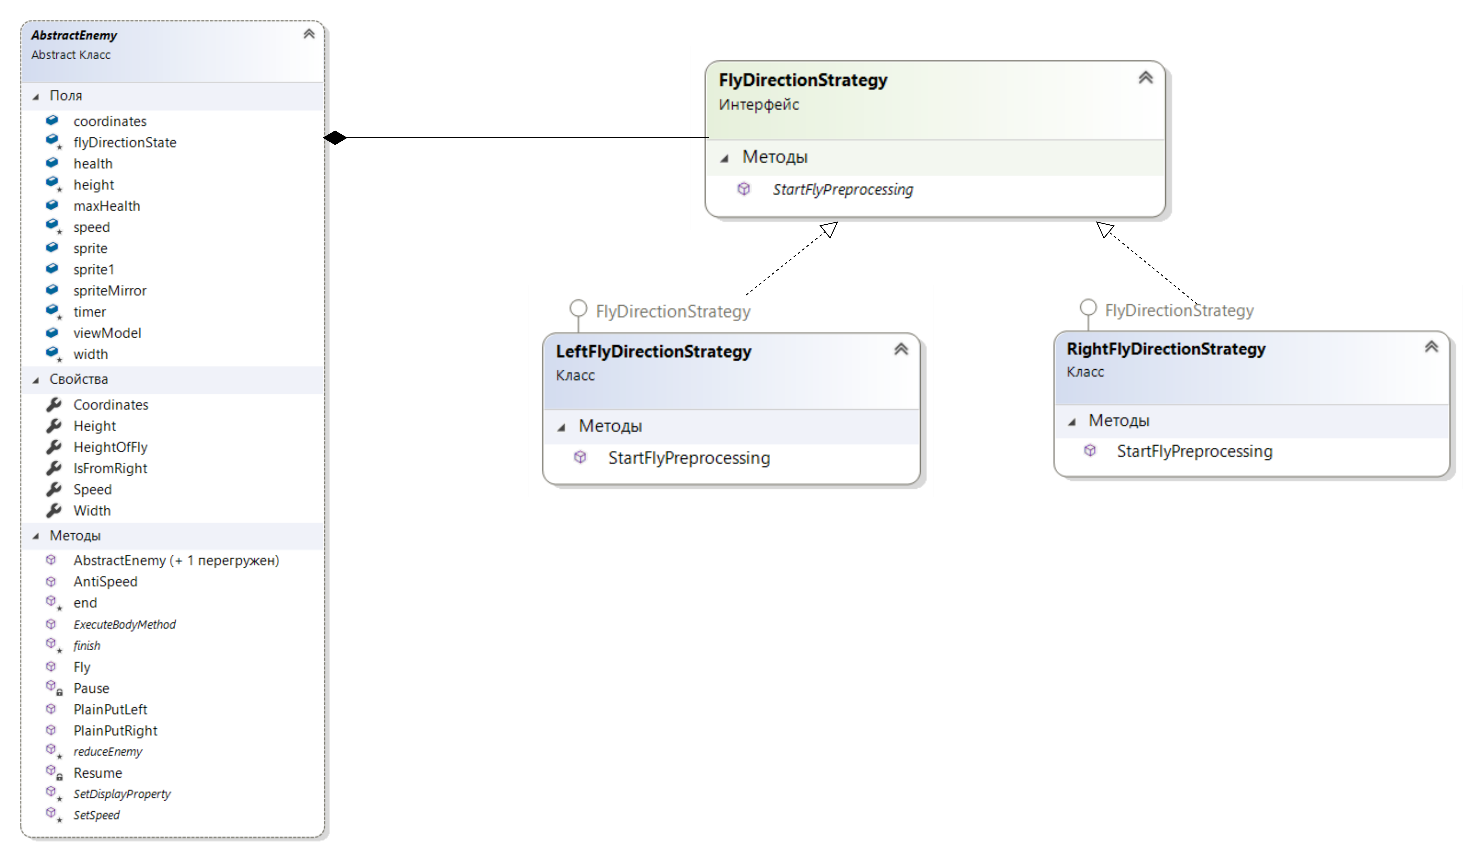 AbstractEnemy
Abstract Класс
Поля
coordinates
flyDirectionState
health
height
maxHealth
speed
sprite
sprite1
spriteMirror
timer
viewModel
width
Свойства
Coordinates
Height
HeightOfFly
IsFromRight
Speed
Width
Методы
AbstractEnemy (+ 1 перегружен)
AntiSpeed
end
ExecuteBodyMethod
finish
Fly
Pause
PlainPutLeft
PlainPutRight
reduceEnemy
Resume
SetDisplayProperty
SetSpeed
FlyDirectionStrategy
Интерфейс
Методы
StartFlyPreprocessing
FlyDirectionStrategy
LeftFlyDirectionStrategy
Класс
Методы
StartFlyPreprocessing
FlyDirectionStrategy
RightFlyDirectionStrategy
Класс
Методы
StartFlyPreprocessing